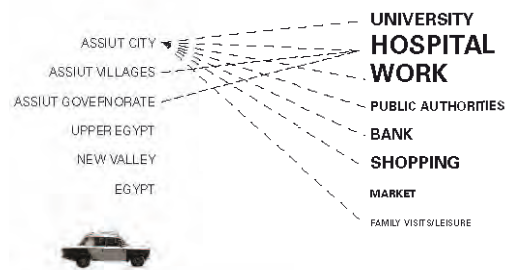 ASSIUT CITY
ASSIUT VILLAGES
ASSIUT GOVERNORATE
UPPER EGYPT
NEW VALLEY
EGYPT
UNIVERSITY
HOSPITAL
WORK
PUBLIC AUTHORITIES
BANK
SHOPPING
MARKET
FAMILY VISITS/LEISURE